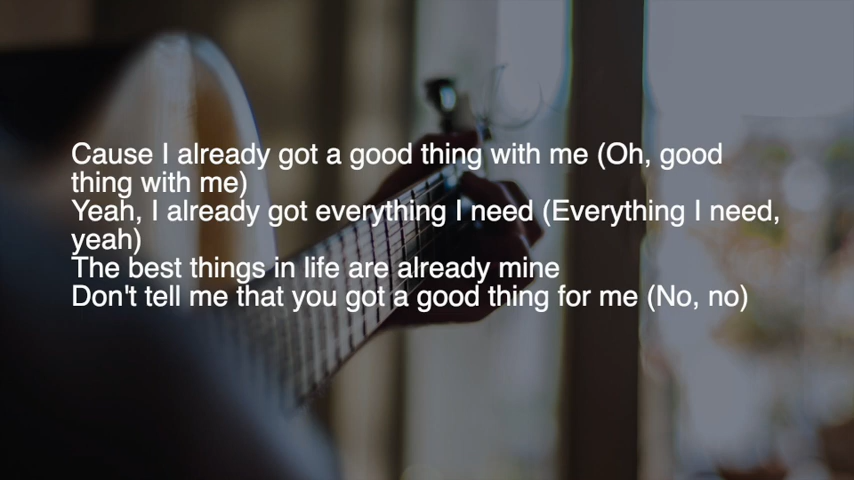 Cause I already got a good thing with me (Oh, good
thing with me)
Yeah, I already got everything I need (Everything I need,
yeah)
The best things in life are already mine
Don't tell me that you got a good thing for me (No, no)